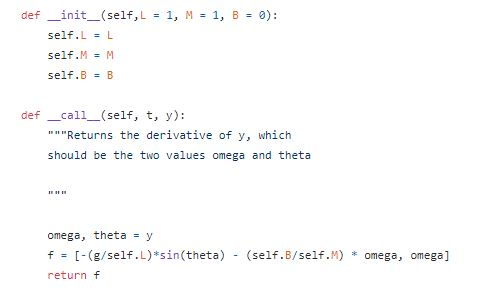 def __init__(self,L = 1, M = 1, B = 0):
    self.L = L
    self.M = M
    self.B = B
def __call__(self, t, y):
    """Returns the derivative of y, which
    should be the two values omega and theta
    """
    omega, theta = y
    f = [-(g/self.L)*sin(theta) - (self.B/self.M) * omega, omega]
    return f